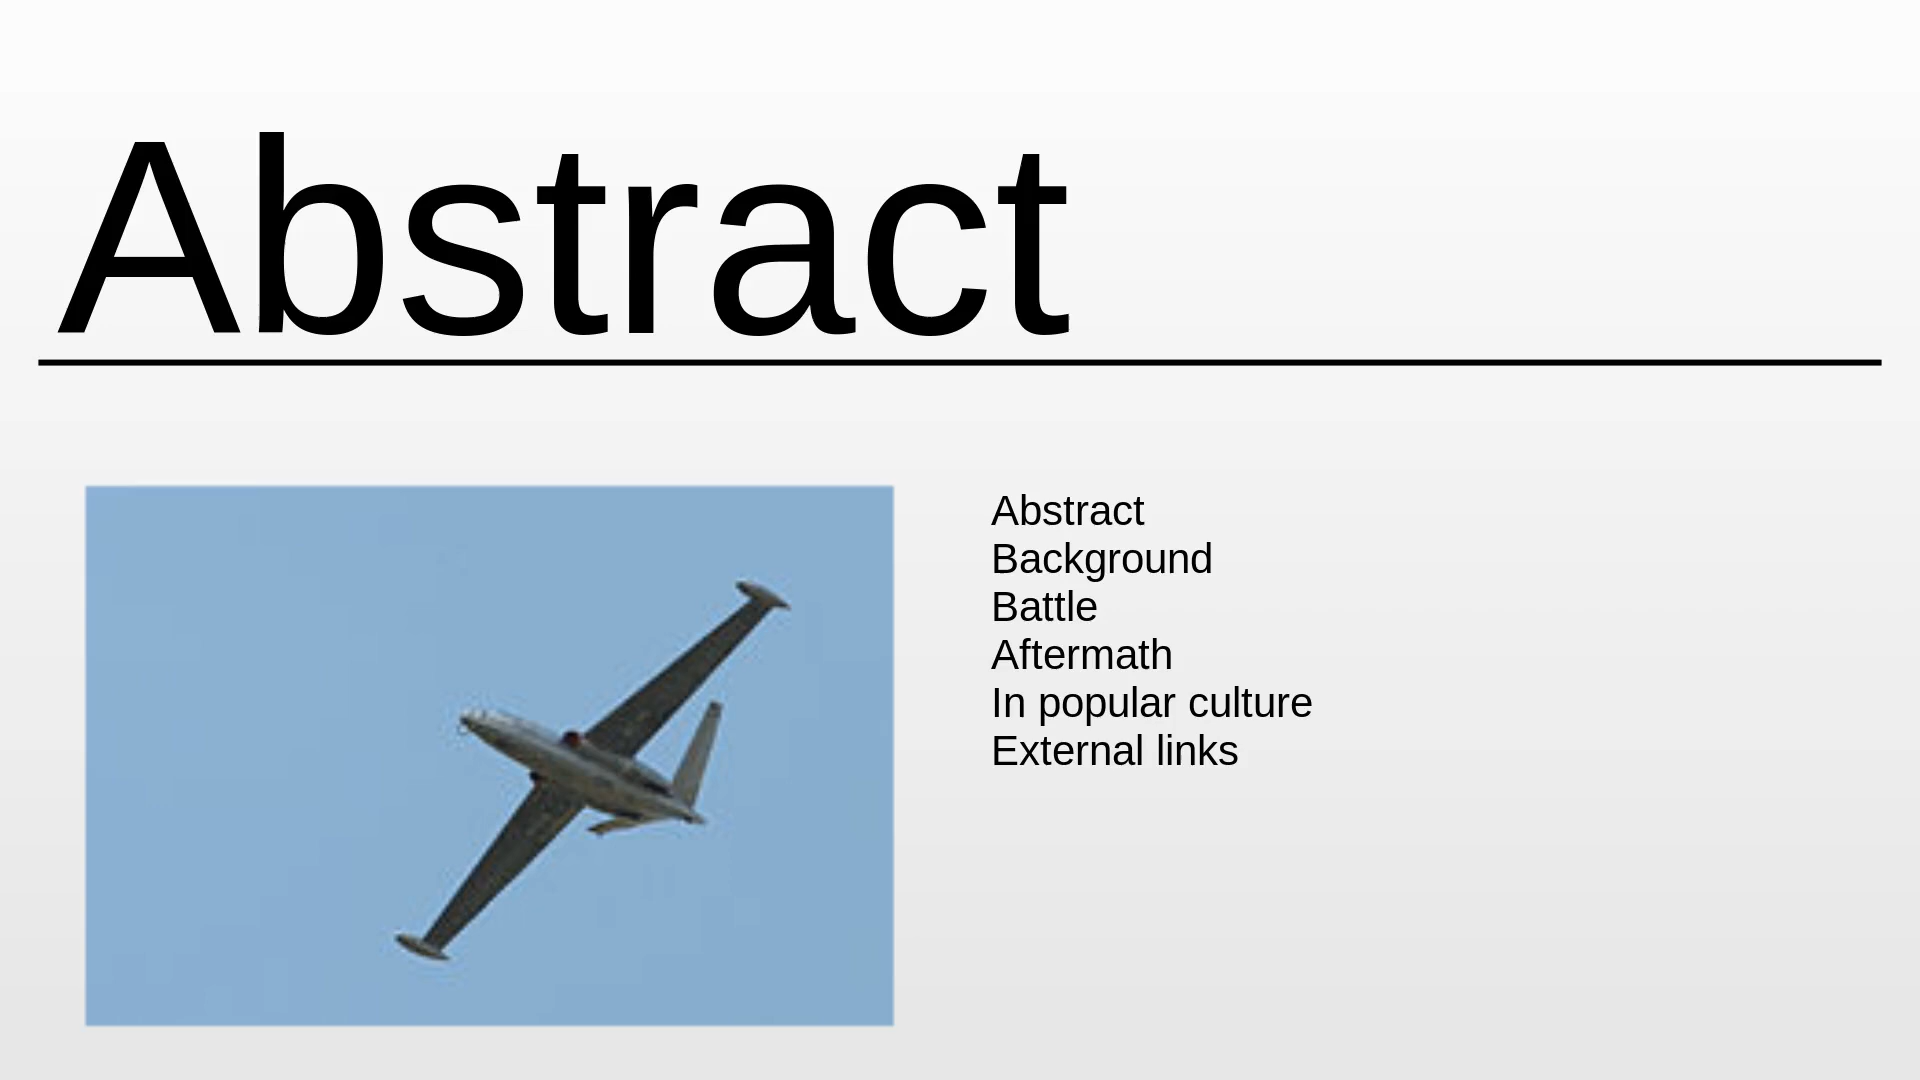 Abstract
Abstract
Background
Battle
Aftermath
In popular culture
External links